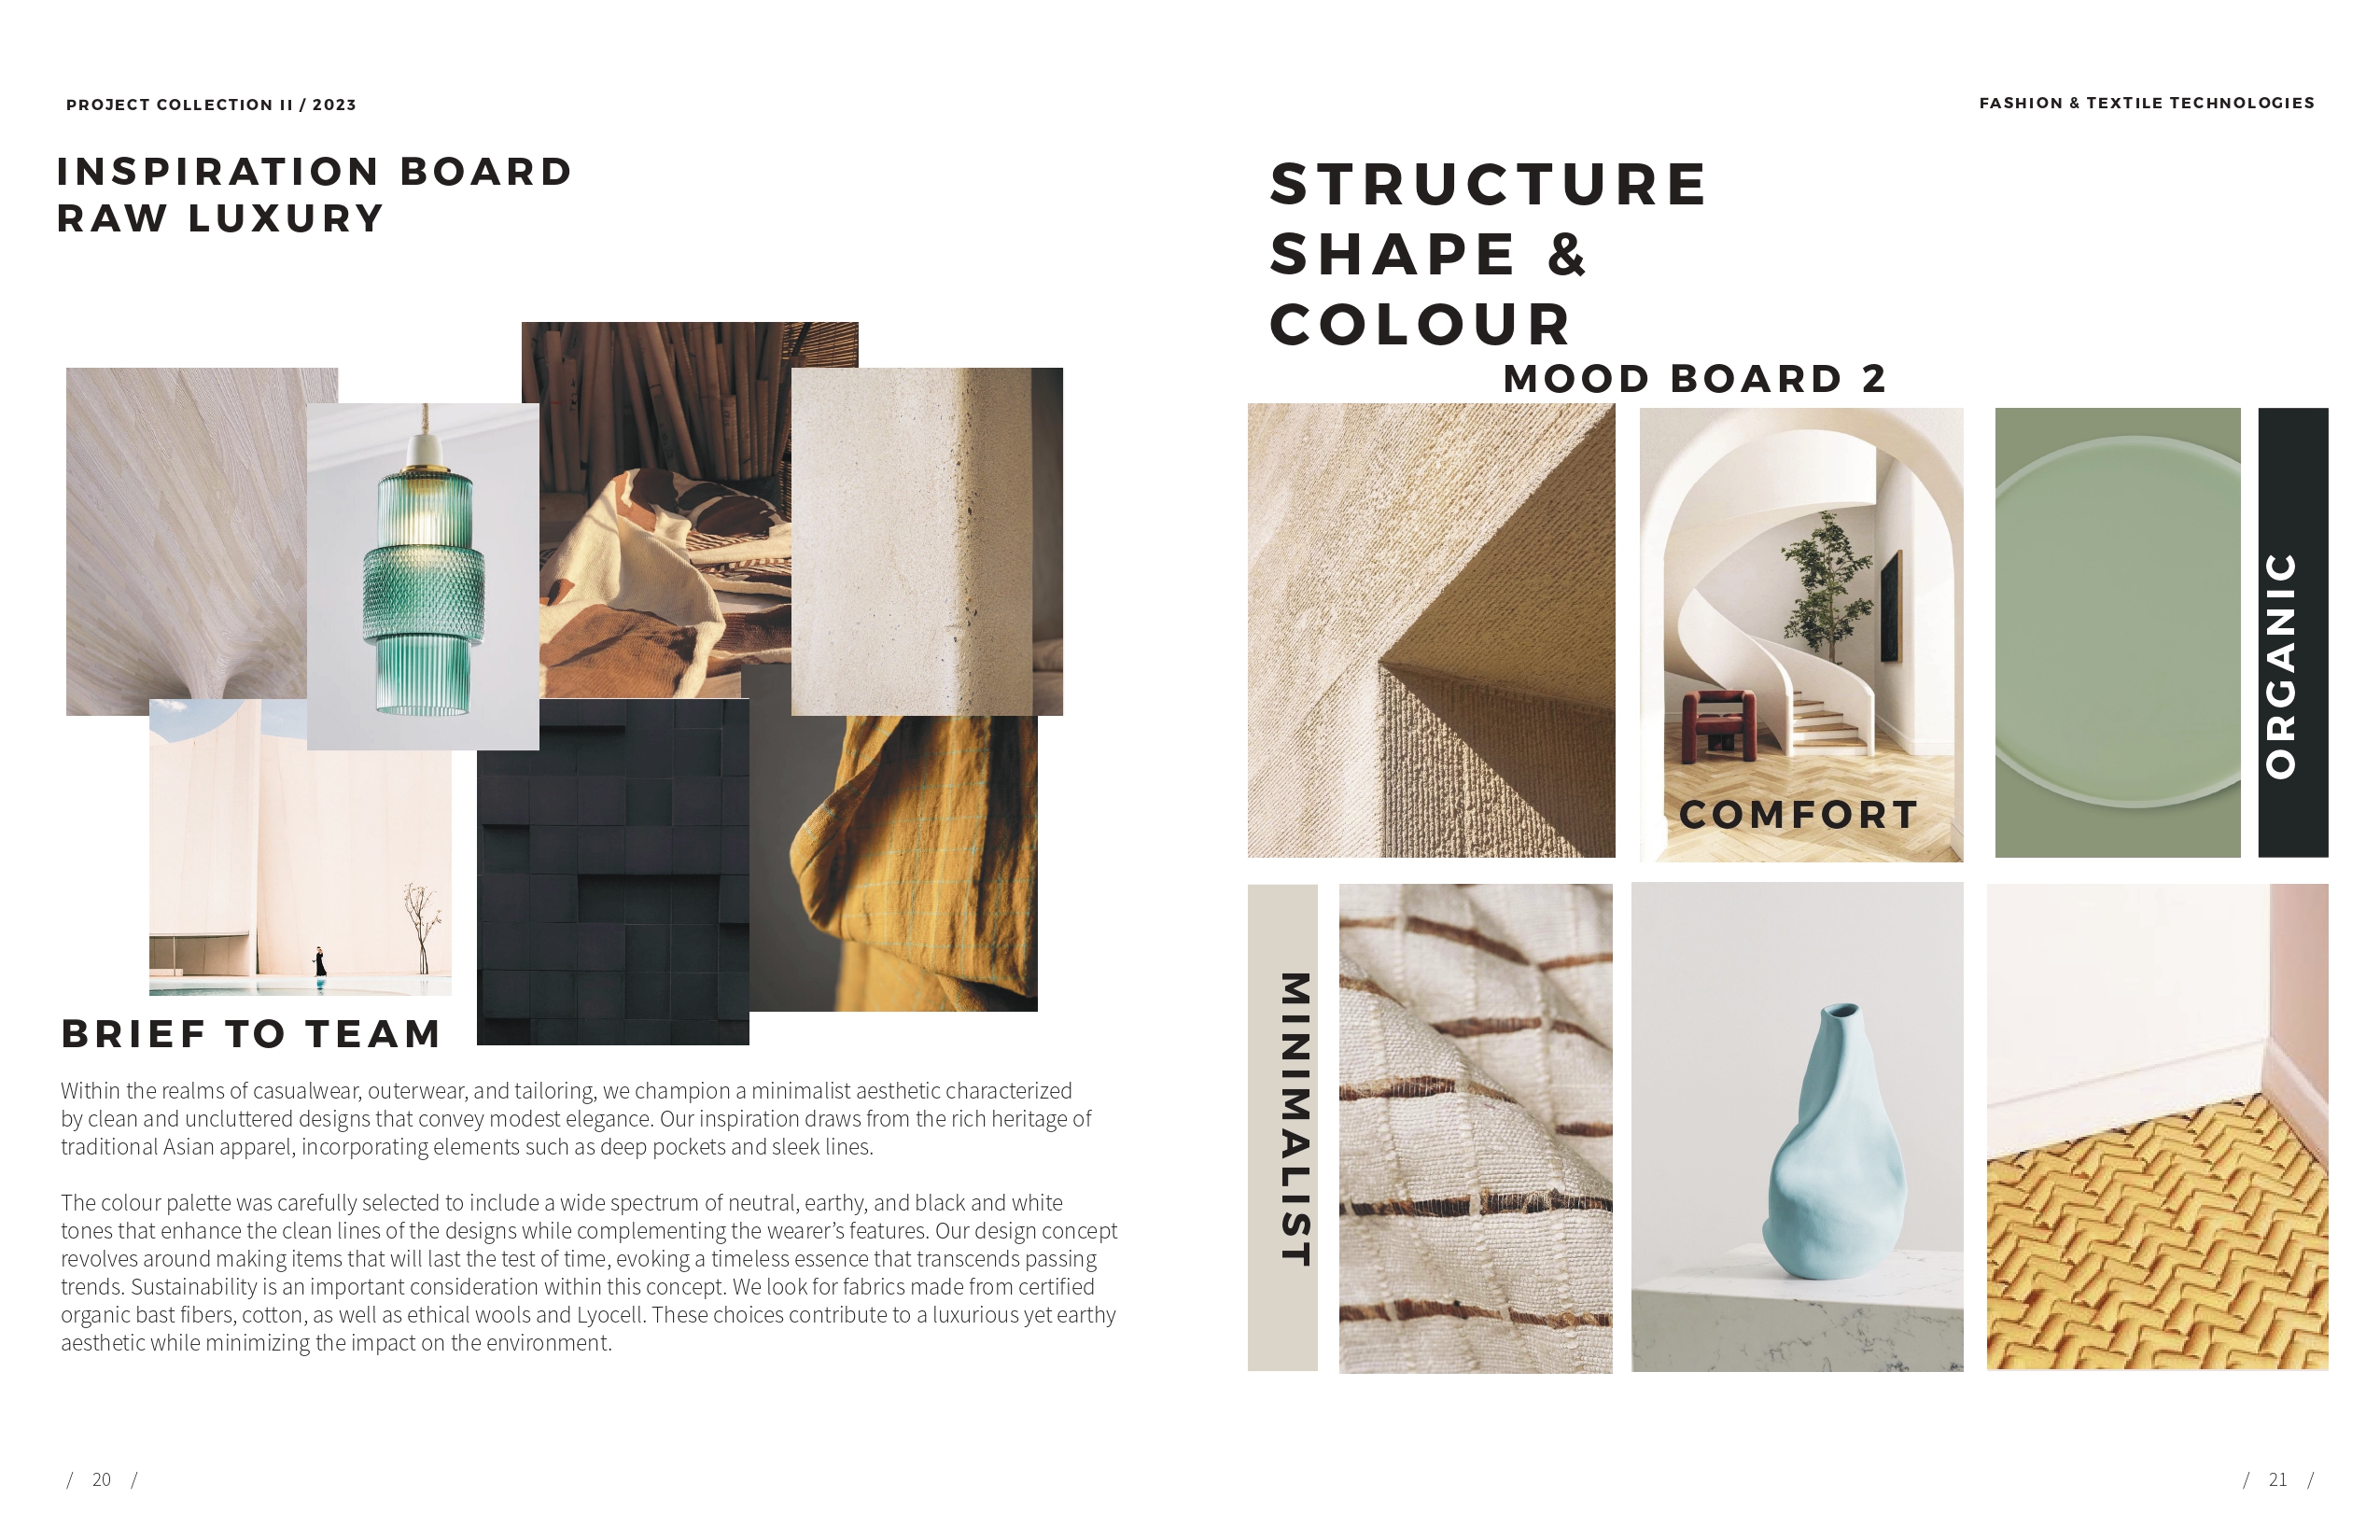 PROJECT COLLECTION II / 2023
INSPIRATION BOARD
RAW LUXURY
BRIEF TO TEAM
Within the realms of casualwear, outerwear, and tailoring, we champion a minimalist aesthetic characterized
by clean and uncluttered designs that convey modest elegance. Our inspiration draws from the rich heritage of
traditional Asian apparel, incorporating elements such as deep pockets and sleek lines.
The colour palette was carefully selected to include a wide spectrum of neutral, earthy, and black and white
tones that enhance the clean lines of the designs while complementing the wearer’s features. Our design concept
revolves around making items that will last the test of time, evoking a timeless essence that transcends passing
trends. Sustainability is an important consideration within this concept. We look for fabrics made from certified
organic bast fibers, cotton, as well as ethical wools and Lyocell. These choices contribute to a luxurious yet earthy
aesthetic while minimizing the impact on the environment.
/ 20 /
FASHION & TEXTILE TECHNOLOGIES
STRUCTURE
SHAPE &
COLOUR
MOOD BOARD 2
COMFORT
ORGANIC
MINIMALIST
/ 21 /